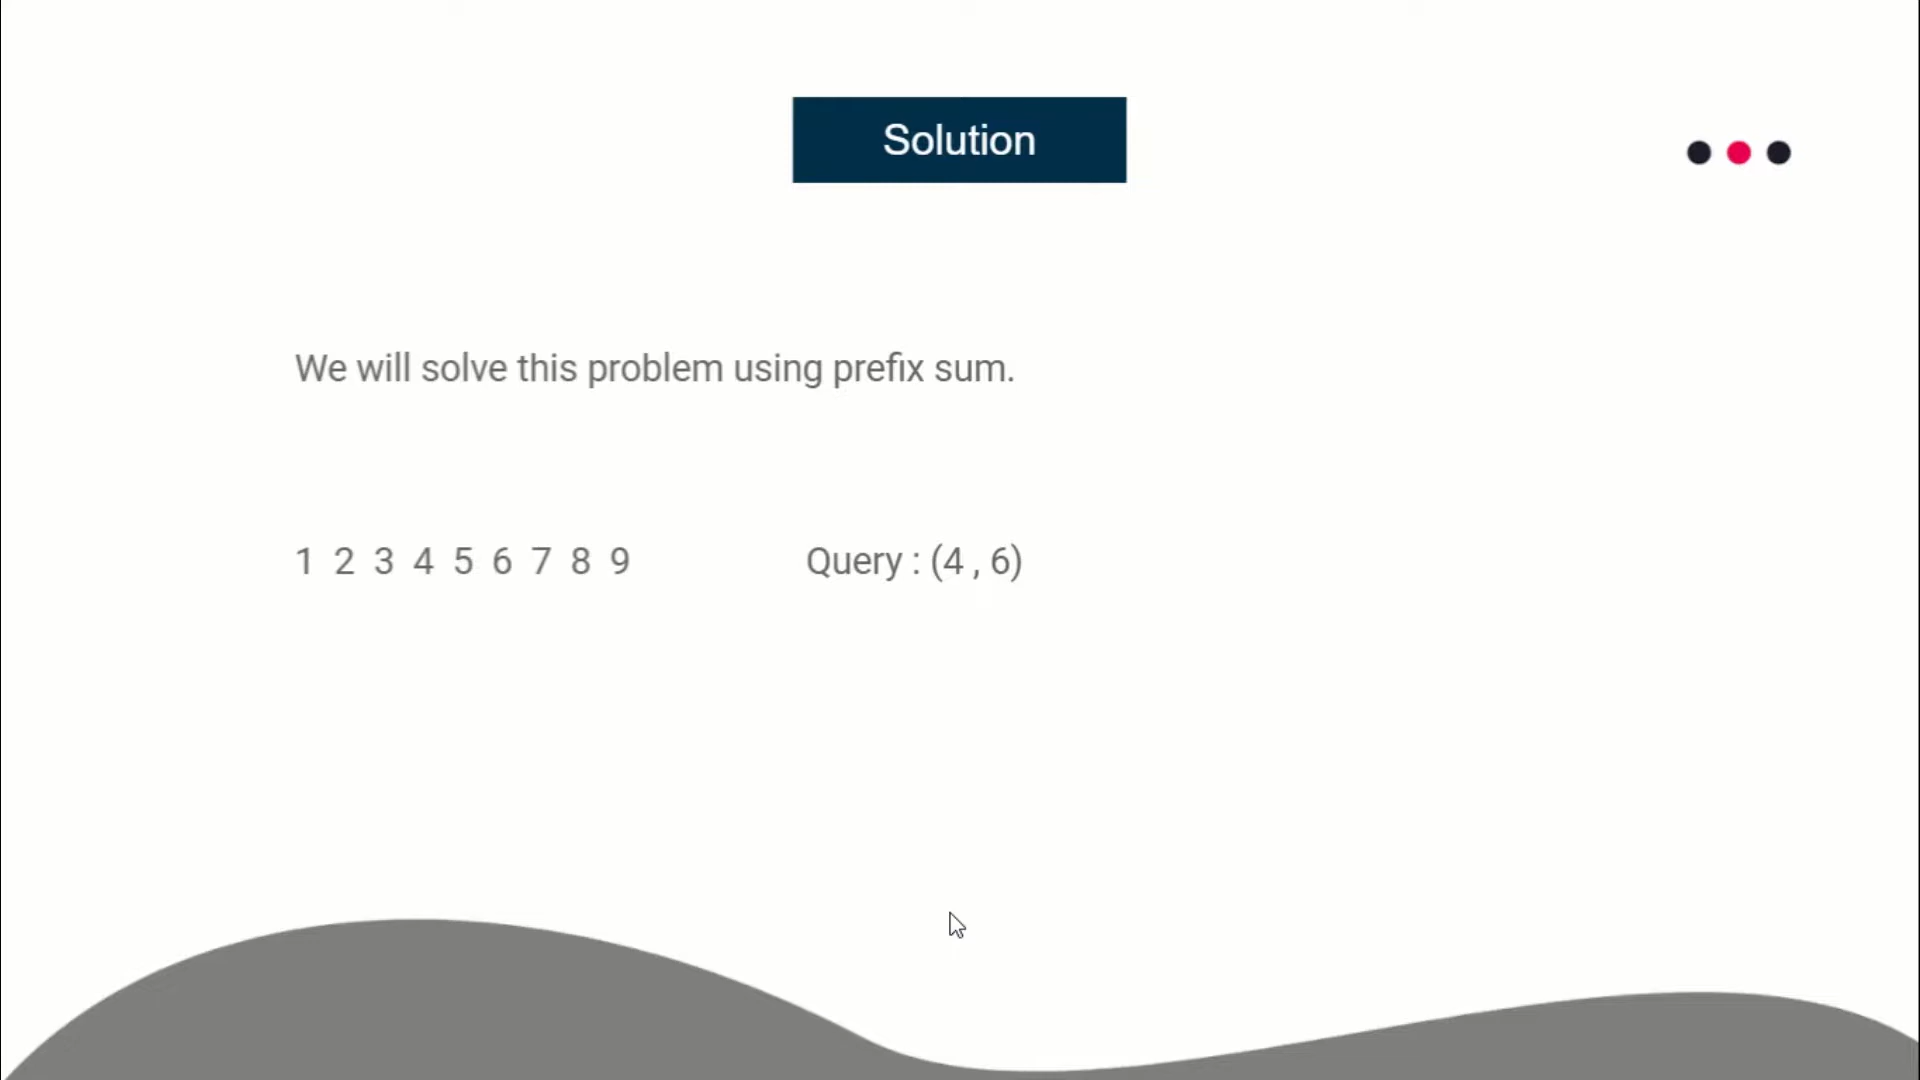 Solution
We will solve this problem using prefix sum.
1 2 3 4 5 6 7 8 9 Query : (4 , 6)